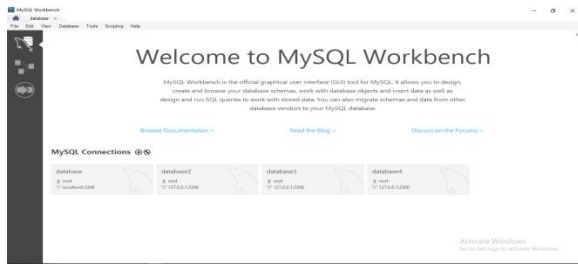 MySQL Workbench
database
File Edit View Database Tools Scripting Help
Welcome to MySQL Workbench
MySQL Workbench is the official graphical user interface (GUI) tool for MySQL. It allows you to design,
create and browse your database schemas, work with database objects and insert data as well as
design and run SQL queries to work with stored data. You can also migrate schemas and data from other
database vendors to your MySQL database.
Browse Documentation >
Read the Blog >
Discuss on the Forums >
MySQL Connections
database
root
localhost:3306
database2
root
127.0.0.1:3306
database3
root
127.0.0.1:3306
database4
root
127.0.0.1:3306
Activate Windows
Go to Settings to activate Windows.